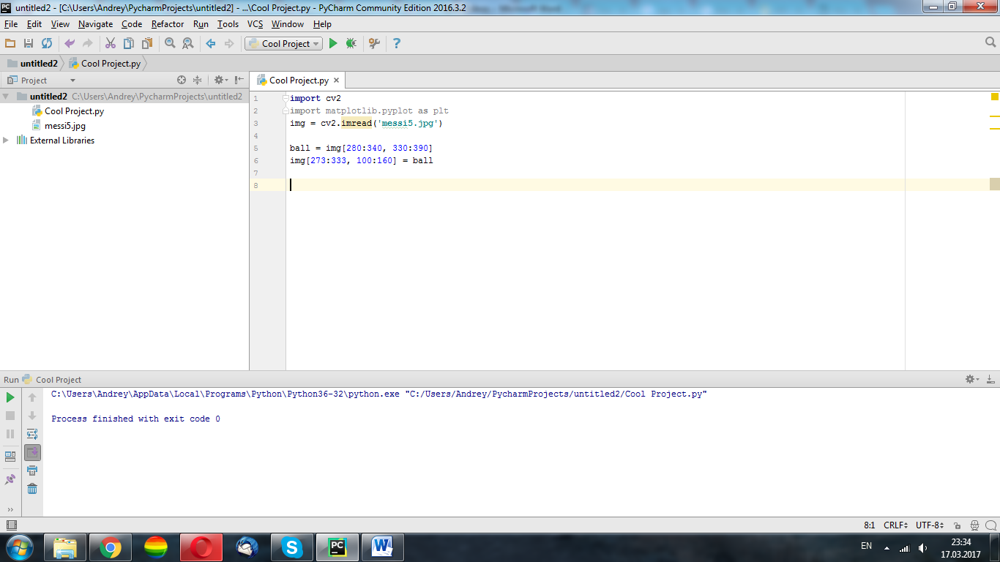 untitled2 - [C:\Users\Andrey\PycharmProjects\untitled2] - ...\Cool Project.py - PyCharm Community Edition 2016.3.2
File Edit View Navigate Code Refactor Run Tools VCS Window Help
Cool Project
untitled2 Cool Project.py
Project
Cool Project.py
untitled2 C:\Users\Andrey\PycharmProjects\untitled2
Cool Project.py
messi5.jpg
External Libraries
1 import cv2
2 import matplotlib.pyplot as plt
3 img = cv2.imread('messi5.jpg')
4
5 ball = img[280:340, 330:390]
6 img[273:333, 100:160] = ball
7
8
Run Cool Project
C:\Users\Andrey\AppData\Local\Programs\Python\Python36-32\python.exe "C:/Users/Andrey/PycharmProjects/untitled2/Cool Project.py"
Process finished with exit code 0
8:1 CRLF UTF-8
EN
23:34
17.03.2017